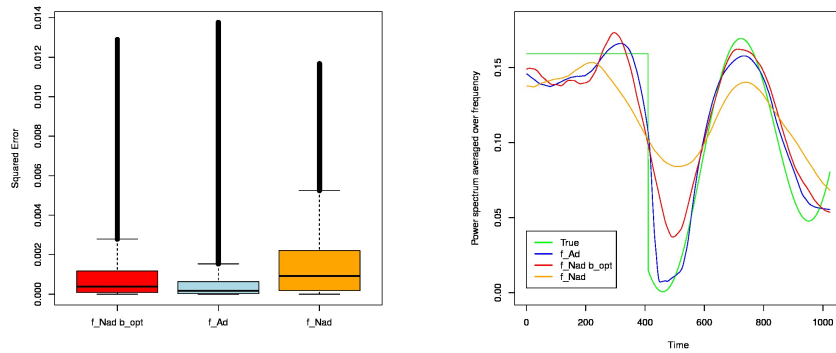 Squared Error
0.014
0.012
0.010
0.008
0.006
0.004
0.002
0.000
f_Nad b_opt
f_Ad
f_Nad
Power spectrum averaged over frequency
0.15
0.10
0.05
0.00
True
f_Ad
f_Nad b_opt
f_Nad
0
200
400
600
800
1000
Time